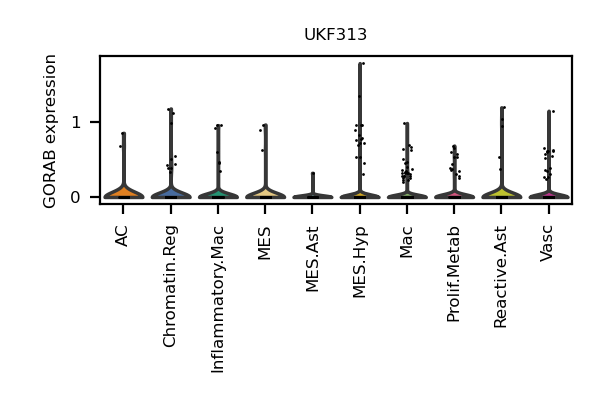 UKF313
GORAB expression
1
0
AC
Chromatin.Reg
Inflammatory.Mac
MES
MES.Ast
MES.Hyp
Mac
Prolif.Metab
Reactive.Ast
Vasc